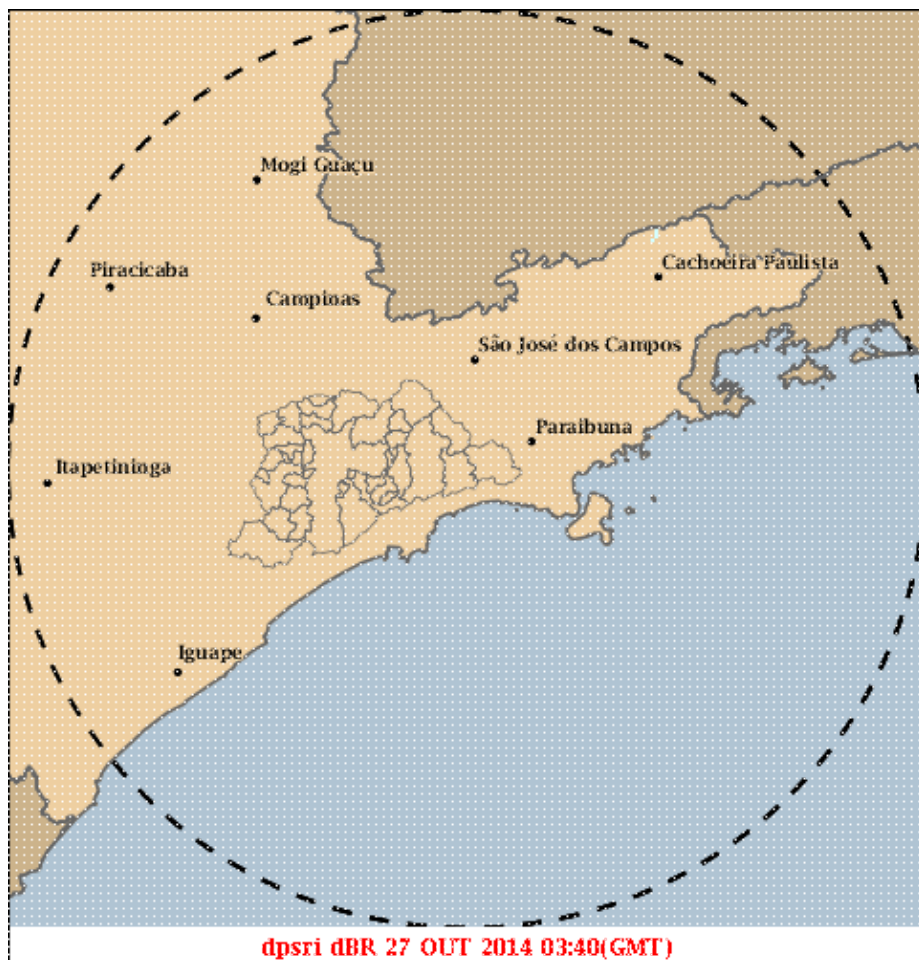 Mogi Guaçu
Piracicaba
Cachoeira Paulista
Campinas
São José dos Campos
Paraibuna
Itapetininga
Iguape
dpsri dBR 27 OUT 2014 03:40(GMT)